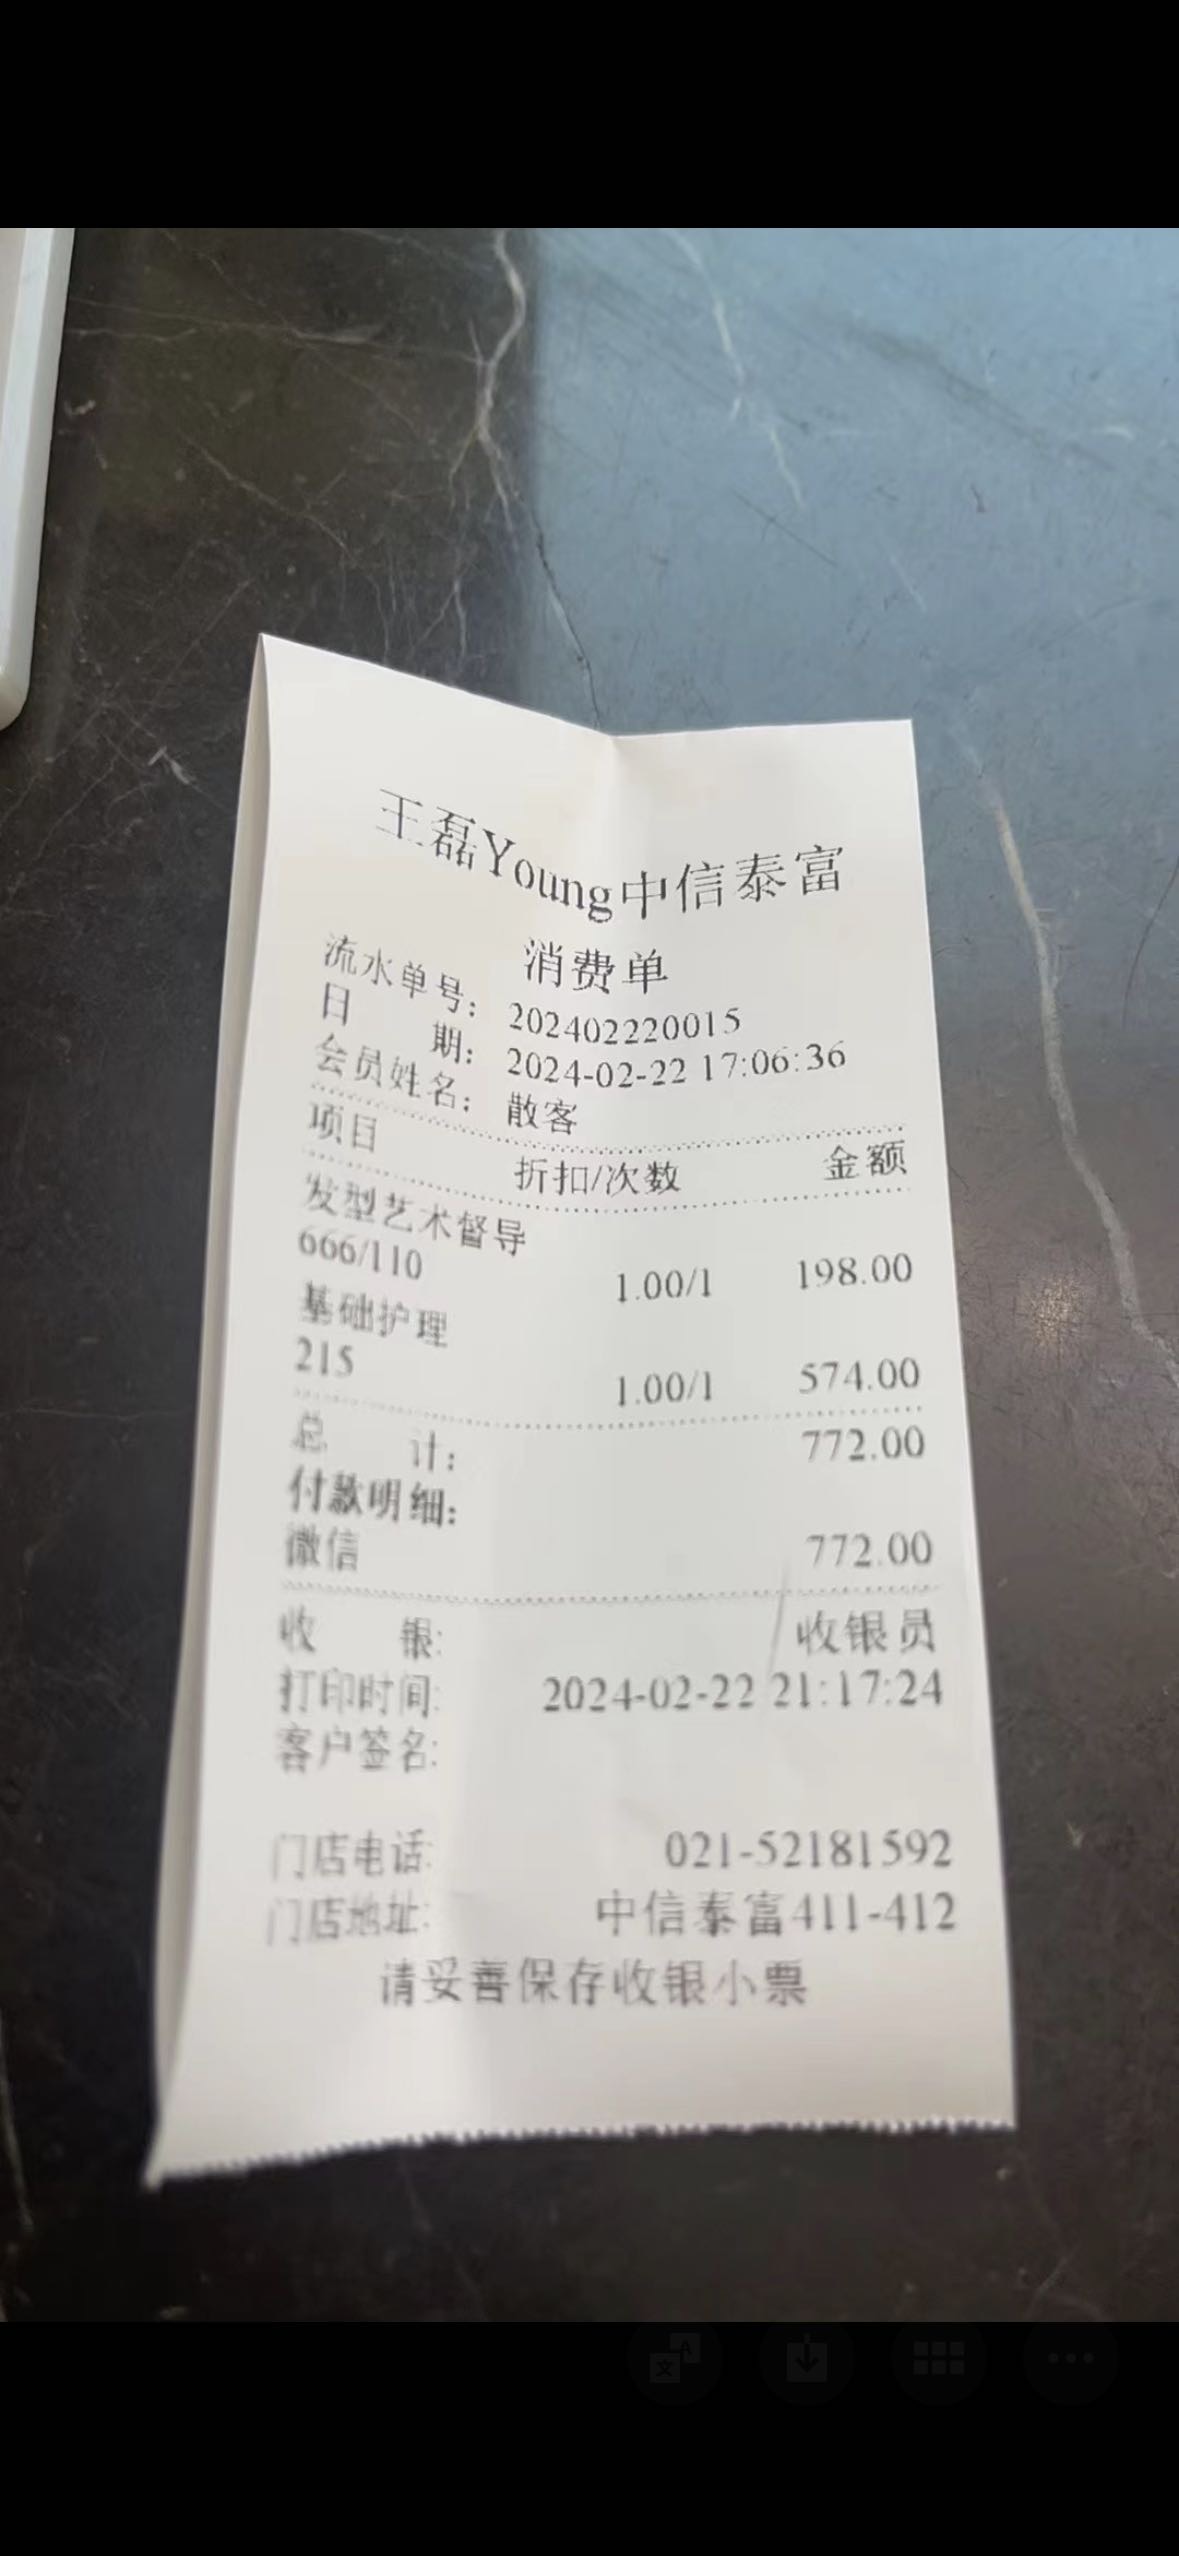 王磊Young中信泰富
消费单
流水单号: 202402220015
日 期: 2024-02-22 17:06:36
会员姓名: 散客
项目 折扣/次数 金额
发型艺术督导
666/110 1.00/1 198.00
基础护理
215 1.00/1 574.00
总 计: 772.00
付款明细:
微信 772.00
收 银: 收银员
打印时间: 2024-02-22 21:17:24
客户签名:
门店电话: 021-52181592
门店地址: 中信泰富411-412
请妥善保存收银小票